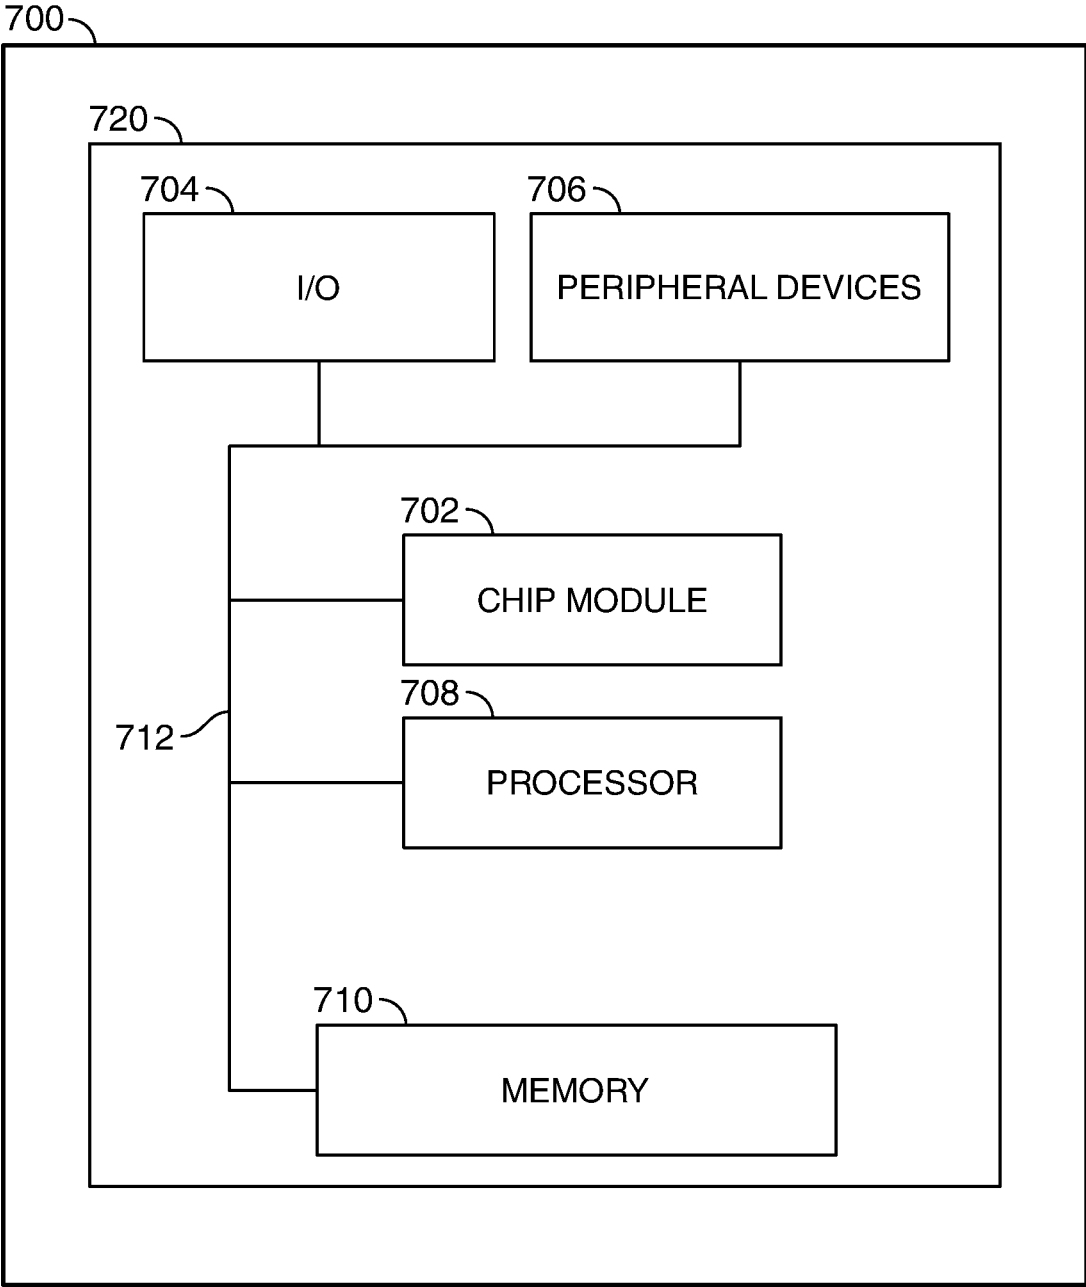 700
720
704
706
I/O
PERIPHERAL DEVICES
702
CHIP MODULE
708
712
PROCESSOR
710
MEMORY